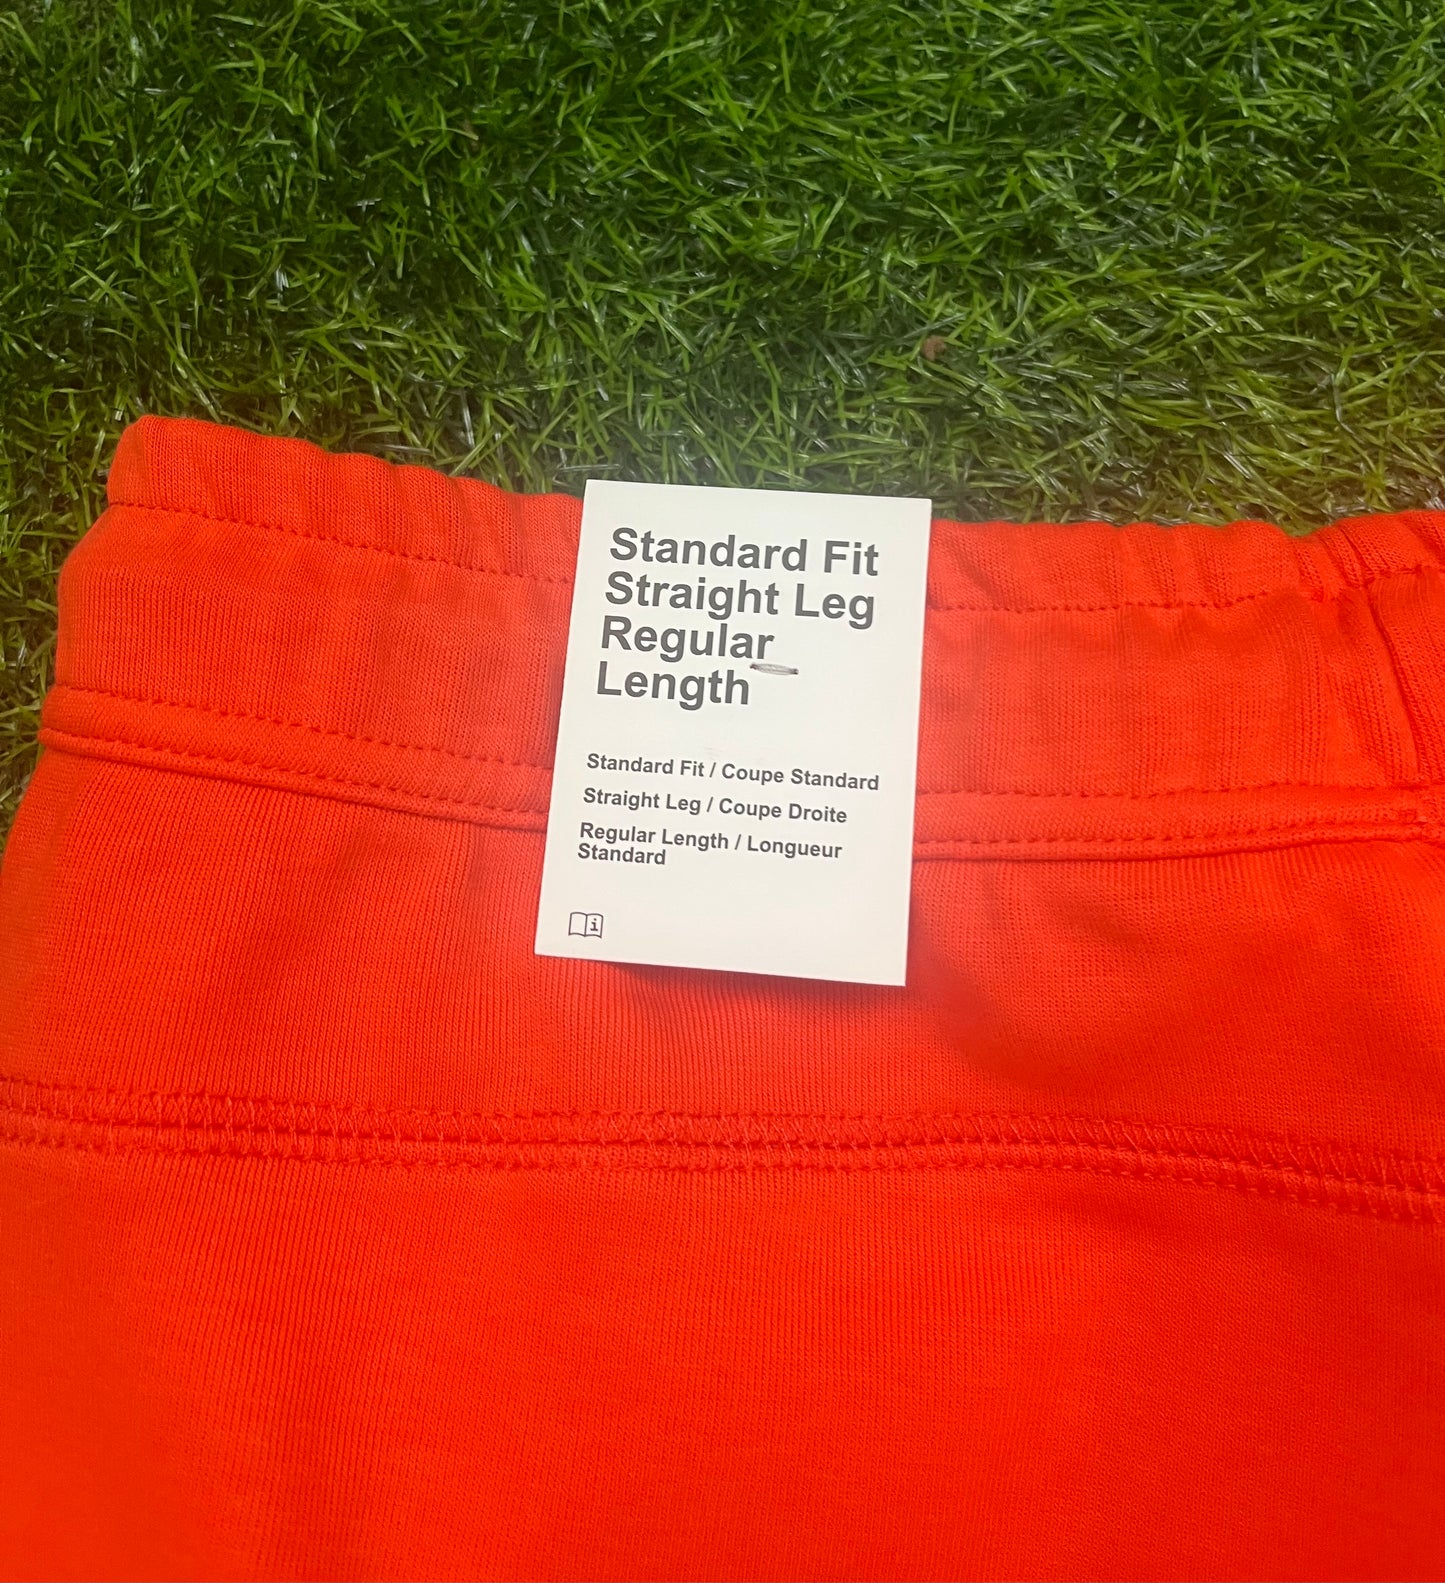 Standard Fit
Straight Leg
Regular
Length
Standard Fit / Coupe Standard
Straight Leg / Coupe Droite
Regular Length / Longueur
Standard
i